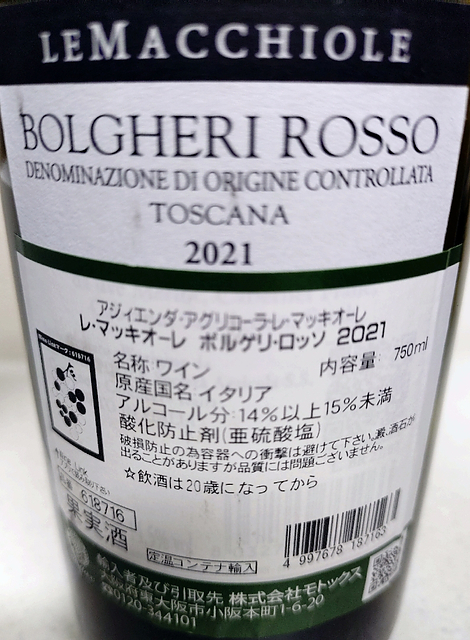 LE MACCHIOLE
BOLGHERI ROSSO
DENOMINAZIONE DI ORIGINE CONTROLLATA
TOSCANA
2021
アジィエンダ・アグリコーラ・レ・マッキオーレ
レ・マッキオーレ ボルゲリ・ロッソ 2021
名称:ワイン 内容量: 750ml
原産国名:イタリア
アルコール分:14%以上15%未満
酸化防止剤(亜硫酸塩)
破損防止の為容器への衝撃は避けて下さい。澱、酒石が
出ることがありますが品質には問題ございません。
☆飲酒は20歳になってから
618716
果実酒
定温コンテナ輸入
4 997678 187163
輸入者及び引取先 株式会社モトックス
大阪府東大阪市小阪本町1-6-20
☎0120-344101